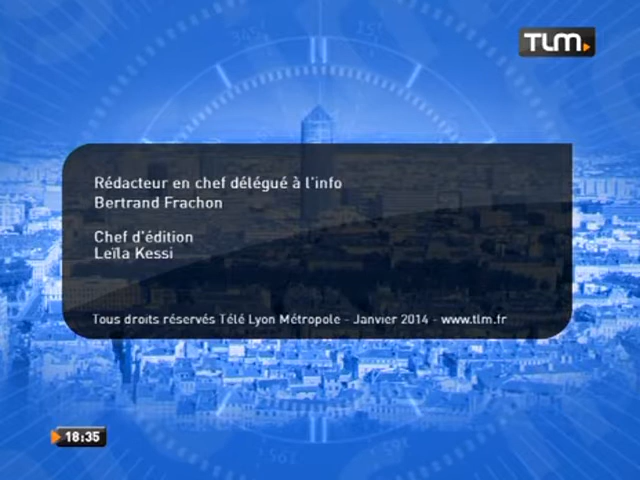 TLM
Rédacteur en chef délégué à l'info
Bertrand Frachon
Chef d'édition
Leïla Kessi
Tous droits réservés Télé Lyon Métropole - Janvier 2014 - www.tlm.fr
18:35